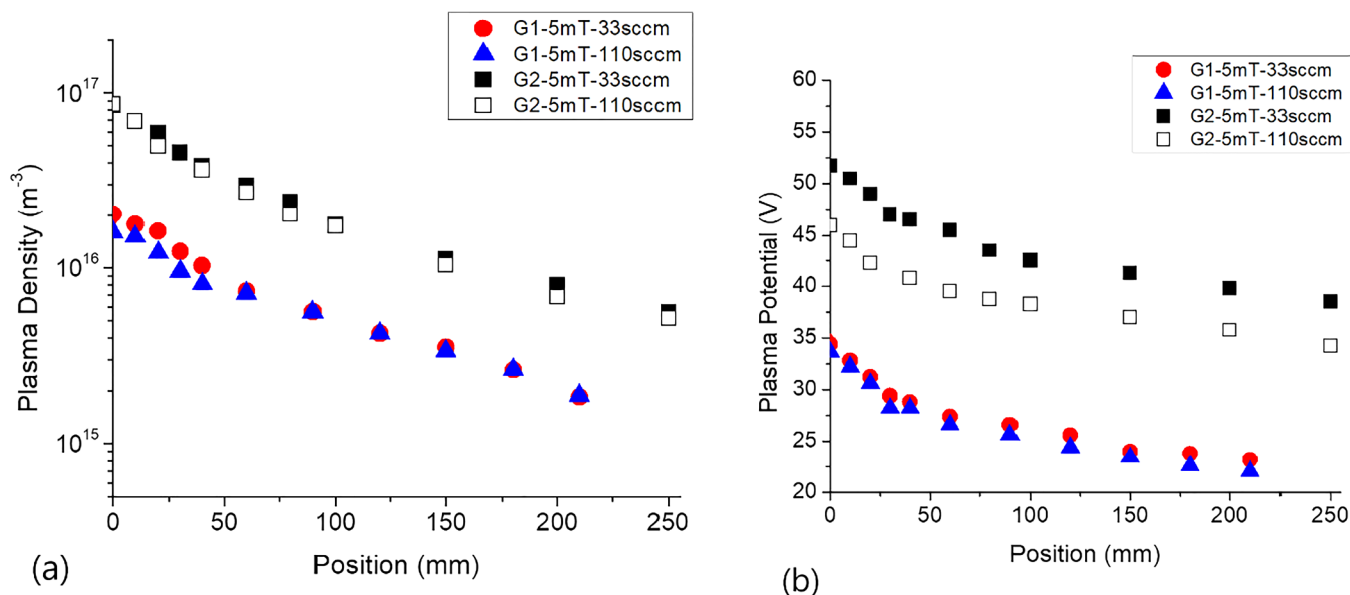 G1-5mT-33sccm
G1-5mT-110sccm
G2-5mT-33sccm
G2-5mT-110sccm
10^17
10^16
10^15
Plasma Density (m^-3)
0 50 100 150 200 250
Position (mm)
(a)
G1-5mT-33sccm
G1-5mT-110sccm
G2-5mT-33sccm
G2-5mT-110sccm
60
55
50
45
40
35
30
25
20
Plasma Potential (V)
0 50 100 150 200 250
Position (mm)
(b)